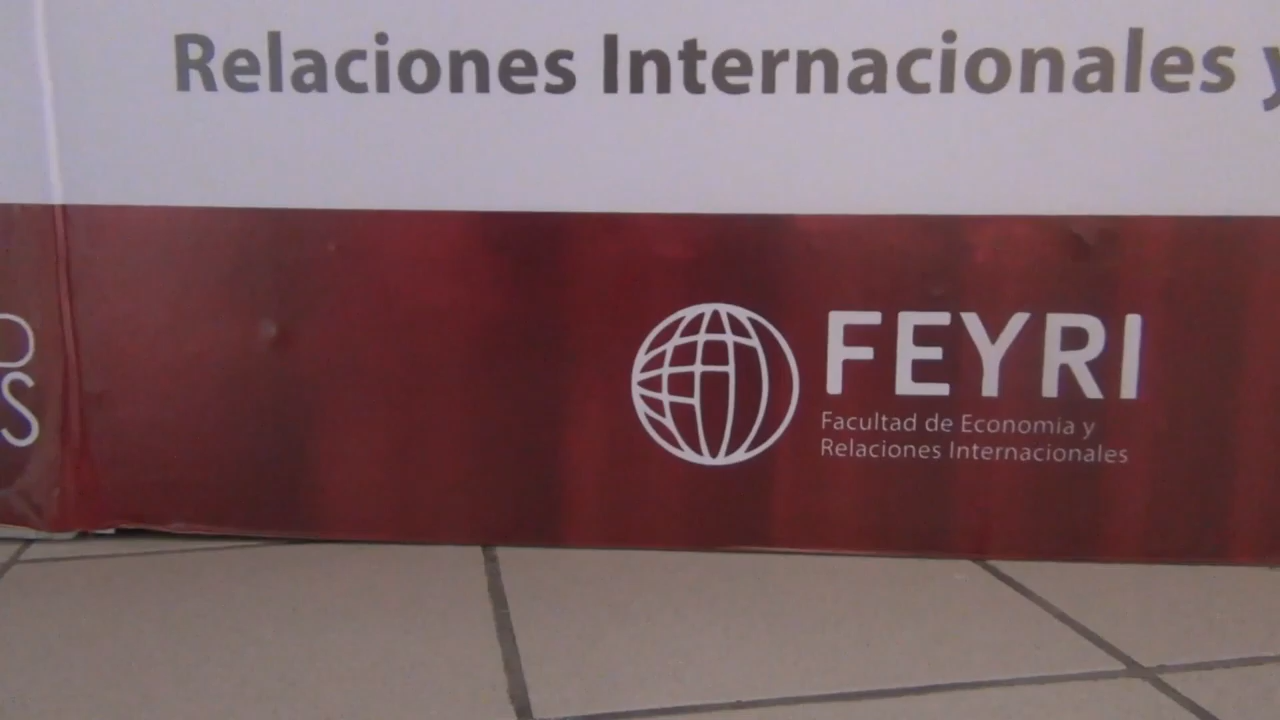 Relaciones Internacionales y
FEYRI
Facultad de Economía y
Relaciones Internacionales
S